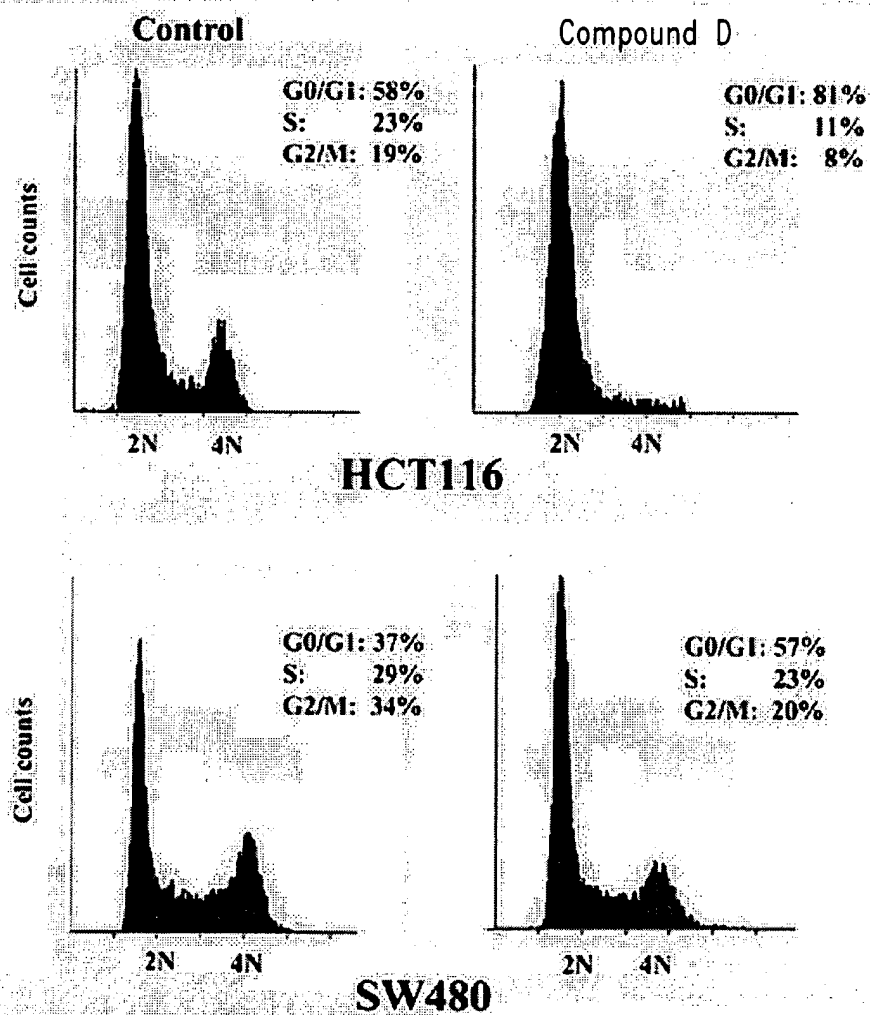 Control
Compound D
G0/G1: 58%
S: 23%
G2/M: 19%
G0/G1: 81%
S: 11%
G2/M: 8%
Cell counts
2N 4N
2N 4N
HCT116
G0/G1: 37%
S: 29%
G2/M: 34%
G0/G1: 57%
S: 23%
G2/M: 20%
Cell counts
2N 4N
2N 4N
SW480